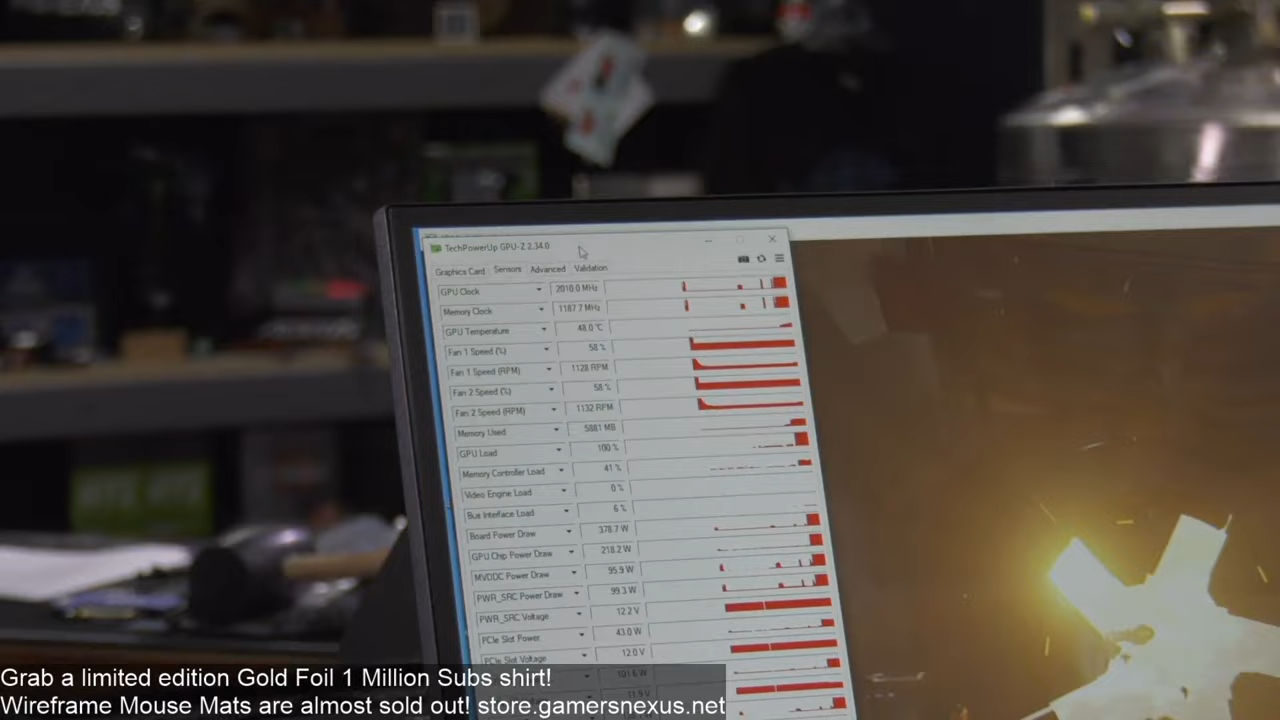 TechPowerUp GPU-Z 2.34.0
Graphics Card Sensors Advanced Validation
GPU Clock 2010.0 MHz
Memory Clock 1187.7 MHz
GPU Temperature 48.0 °C
Fan 1 Speed (%) 58 %
Fan 1 Speed (RPM) 1128 RPM
Fan 2 Speed (%) 58 %
Fan 2 Speed (RPM) 1132 RPM
Memory Used 5881 MB
GPU Load 100 %
Memory Controller Load 41 %
Video Engine Load 0 %
Bus Interface Load 6 %
Board Power Draw 378.7 W
GPU Chip Power Draw 218.2 W
MVDDC Power Draw 95.9 W
PWR_SRC Power Draw 99.3 W
PWR_SRC Voltage 12.2 V
PCIe Slot Power 43.0 W
PCIe Slot Voltage 12.0 V
101.6 W
11.9 V
Grab a limited edition Gold Foil 1 Million Subs shirt!
Wireframe Mouse Mats are almost sold out! store.gamersnexus.net